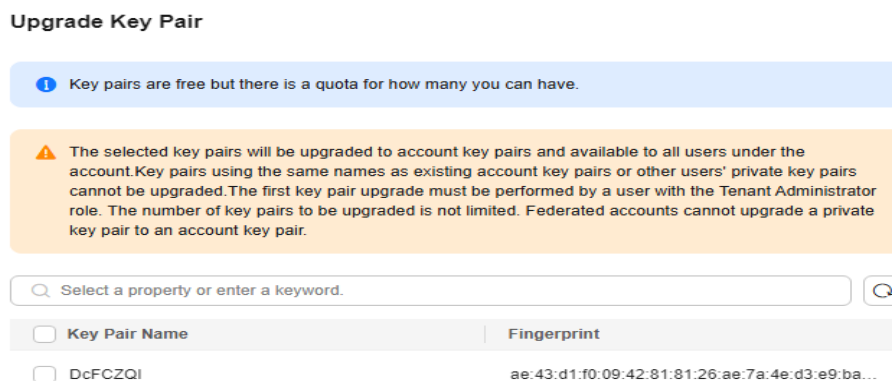 Upgrade Key Pair
Key pairs are free but there is a quota for how many you can have.
The selected key pairs will be upgraded to account key pairs and available to all users under the
account.Key pairs using the same names as existing account key pairs or other users' private key pairs
cannot be upgraded.The first key pair upgrade must be performed by a user with the Tenant Administrator
role. The number of key pairs to be upgraded is not limited. Federated accounts cannot upgrade a private
key pair to an account key pair.
Select a property or enter a keyword.
Key Pair Name Fingerprint
DcFCZQI ae:43:d1:f0:09:42:81:81:26:ae:7a:4e:d3:e9:ba...